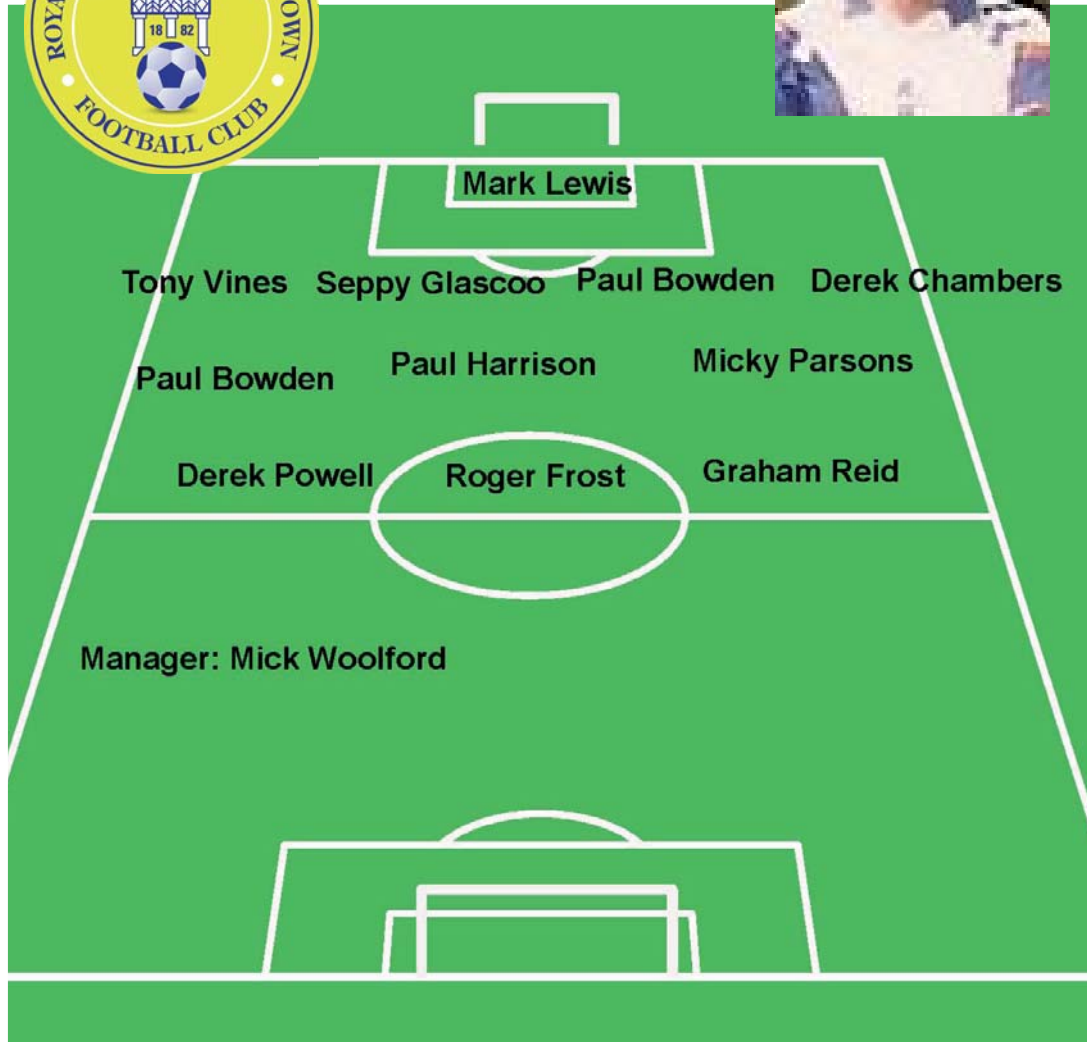 18 82
FOOTBALL CLUB
Mark Lewis
Tony Vines Seppy Glascoo Paul Bowden Derek Chambers
Paul Bowden Paul Harrison Micky Parsons
Derek Powell Roger Frost Graham Reid
Manager: Mick Woolford